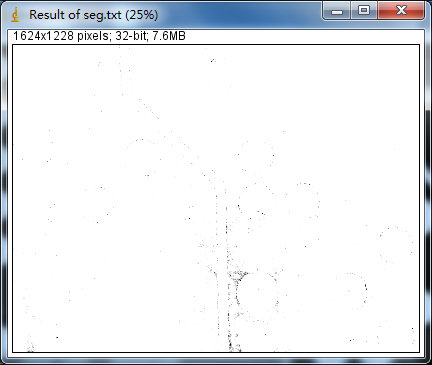 Result of seg.txt (25%)
1624x1228 pixels; 32-bit; 7.6MB